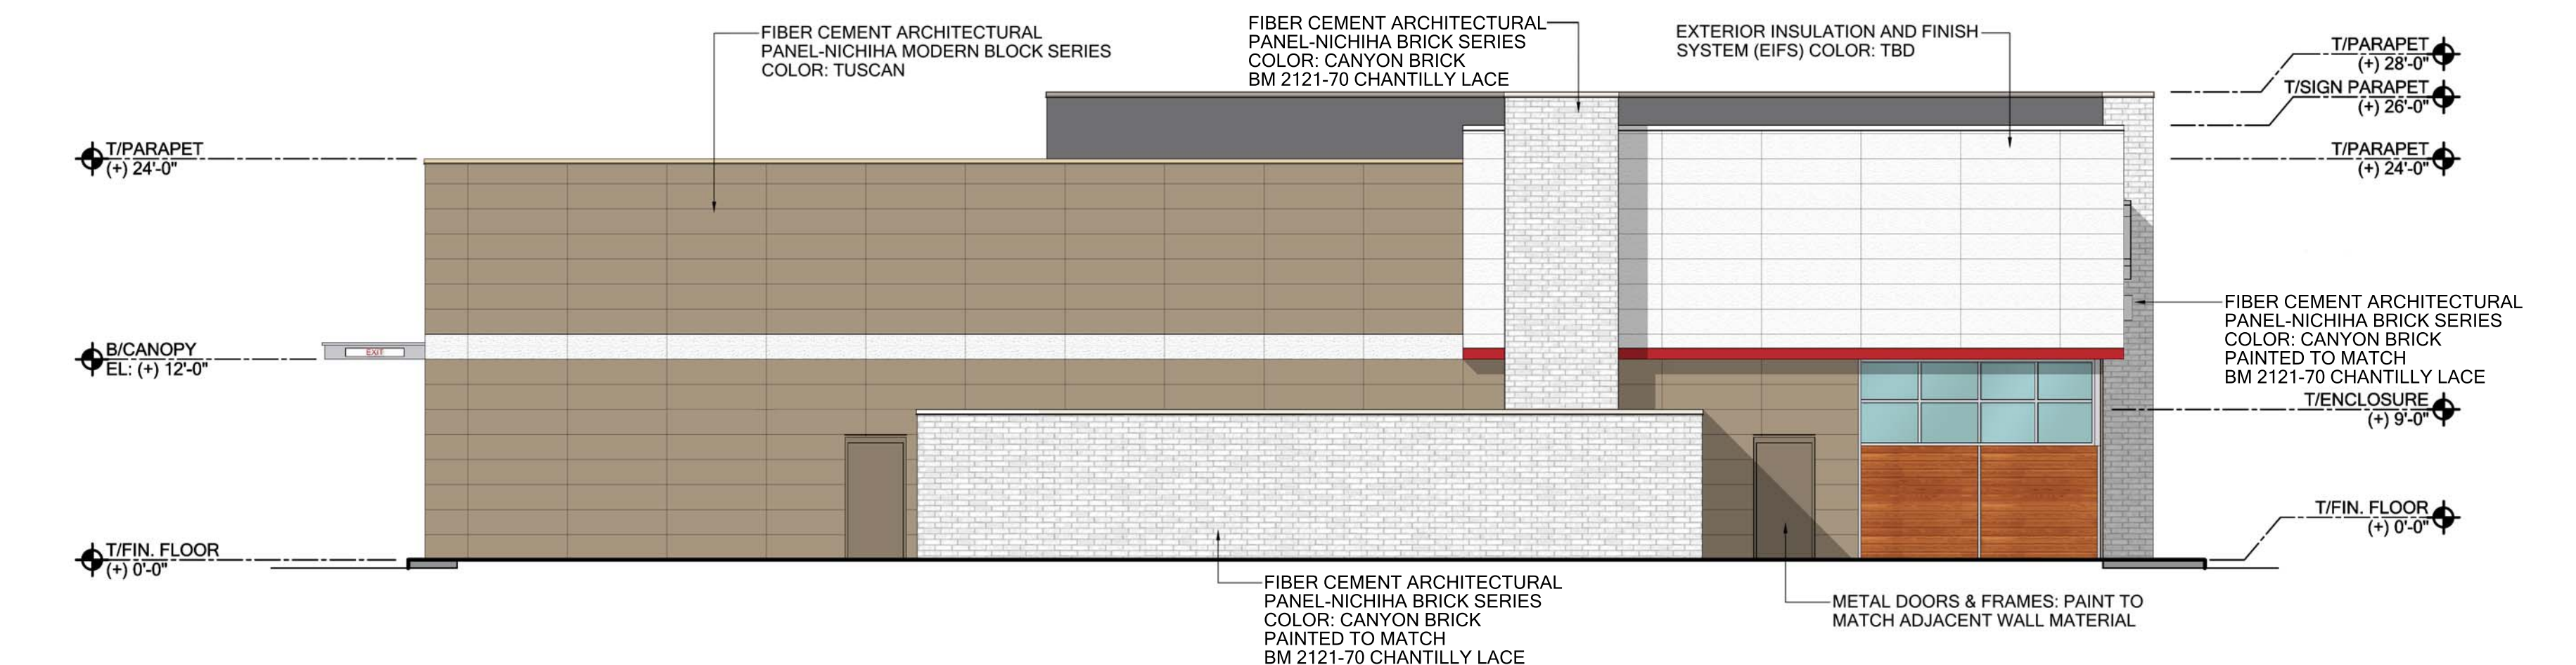 FIBER CEMENT ARCHITECTURAL
PANEL-NICHIHA MODERN BLOCK SERIES
COLOR: TUSCAN
FIBER CEMENT ARCHITECTURAL
PANEL-NICHIHA BRICK SERIES
COLOR: CANYON BRICK
BM 2121-70 CHANTILLY LACE
EXTERIOR INSULATION AND FINISH
SYSTEM (EIFS) COLOR: TBD
T/PARAPET
(+) 28'-0"
T/SIGN PARAPET
(+) 26'-0"
T/PARAPET
(+) 24'-0"
T/PARAPET
(+) 24'-0"
FIBER CEMENT ARCHITECTURAL
PANEL-NICHIHA BRICK SERIES
COLOR: CANYON BRICK
PAINTED TO MATCH
BM 2121-70 CHANTILLY LACE
B/CANOPY
EL: (+) 12'-0"
EXIT
T/ENCLOSURE
(+) 9'-0"
T/FIN. FLOOR
(+) 0'-0"
T/FIN. FLOOR
(+) 0'-0"
FIBER CEMENT ARCHITECTURAL
PANEL-NICHIHA BRICK SERIES
COLOR: CANYON BRICK
PAINTED TO MATCH
BM 2121-70 CHANTILLY LACE
METAL DOORS & FRAMES: PAINT TO
MATCH ADJACENT WALL MATERIAL